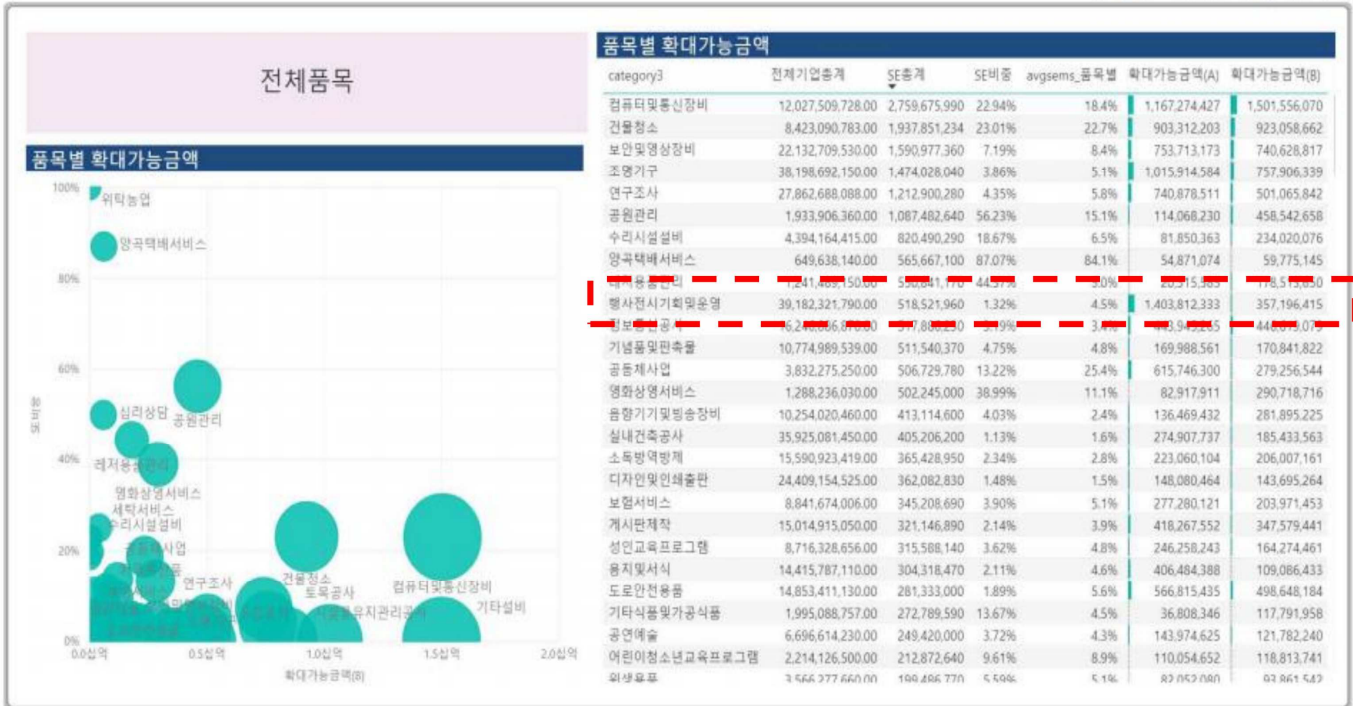 전체품목
품목별 확대가능금액
100%
80%
60%
40%
20%
0%
0.0십억
0.5십억
1.0십억
1.5십억
2.0십억
확대가능금액(B)
위탁농업
양곡택배서비스
심리상담
공원관리
영화상영서비스
세탁서비스
수리시설설비
연구조사
건물청소
토목공사
컴퓨터및통신장비
기타설비
품목별 확대가능금액
category3 전체기업총계 SE총계 SE비중 avgsems_품목별 확대가능금액(A) 확대가능금액(B)
컴퓨터및통신장비 12,027,509,728.00 2,759,675,990 22.94% 18.4% 1,167,274,427 1,501,556,070
건물청소 8,423,090,783.00 1,937,851,234 23.01% 22.7% 903,312,203 923,058,662
보안및영상장비 22,132,709,530.00 1,590,977,360 7.19% 8.4% 753,713,173 740,628,817
조명기구 38,198,692,150.00 1,474,028,040 3.86% 5.1% 1,015,914,584 757,906,339
연구조사 27,862,688,088.00 1,212,900,280 4.35% 5.8% 740,878,511 501,065,842
공원관리 1,933,906,360.00 1,087,482,640 56.23% 15.1% 114,068,230 458,542,658
수리시설설비 4,394,164,415.00 820,490,290 18.67% 6.5% 81,850,363 234,020,076
양곡택배서비스 649,638,140.00 565,667,100 87.07% 84.1% 54,871,074 59,775,145
행사전시기획및운영 39,182,321,790.00 518,521,960 1.32% 4.5% 1,403,812,333 357,196,415
기념품및판촉물 10,774,989,539.00 511,540,370 4.75% 4.8% 169,988,561 170,841,822
공동체사업 3,832,275,250.00 506,729,780 13.22% 25.4% 615,746,300 279,256,544
영화상영서비스 1,288,236,030.00 502,245,000 38.99% 11.1% 82,917,911 290,718,716
음향기기및방송장비 10,254,020,460.00 413,114,600 4.03% 2.4% 136,469,432 281,895,225
실내건축공사 35,925,081,450.00 405,206,200 1.13% 1.6% 274,907,737 185,433,563
소독방역방제 15,590,923,419.00 365,428,950 2.34% 2.8% 223,060,104 206,007,161
디자인및인쇄출판 24,409,154,525.00 362,082,830 1.48% 1.5% 148,080,464 143,695,264
보험서비스 8,841,674,006.00 345,208,690 3.90% 5.1% 277,280,121 203,971,453
게시판제작 15,014,915,050.00 321,146,890 2.14% 3.9% 418,267,552 347,579,441
성인교육프로그램 8,716,328,656.00 315,588,140 3.62% 4.8% 246,258,243 164,274,461
용지및서식 14,415,787,110.00 304,318,470 2.11% 4.6% 406,484,388 109,086,433
도로안전용품 14,853,411,130.00 281,333,000 1.89% 5.6% 566,815,435 498,648,184
기타식품및가공식품 1,995,088,757.00 272,789,590 13.67% 4.5% 36,808,346 117,791,958
공연예술 6,696,614,230.00 249,420,000 3.72% 4.3% 143,974,625 121,782,240
어린이청소년교육프로그램 2,214,126,500.00 212,872,640 9.61% 8.9% 110,054,652 118,813,741
위생용품 3,566,277,660.00 199,486,770 5.59% 5.1% 82,052,080 93,861,542